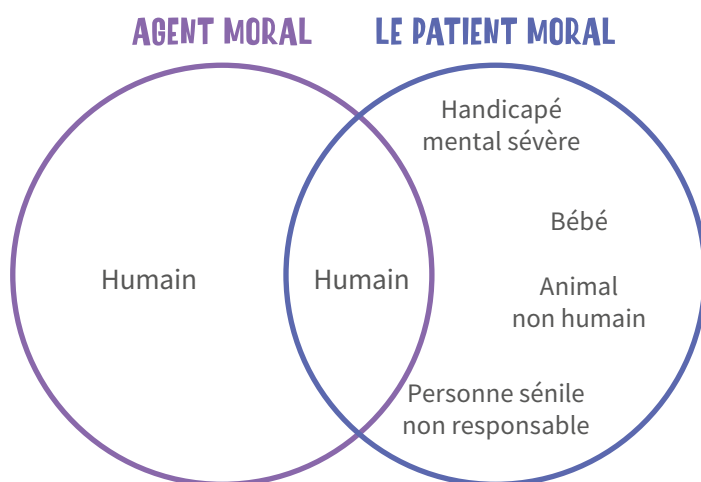 AGENT MORAL
LE PATIENT MORAL
Handicapé
mental sévère
Bébé
Humain
Humain
Animal
non humain
Personne sénile
non responsable